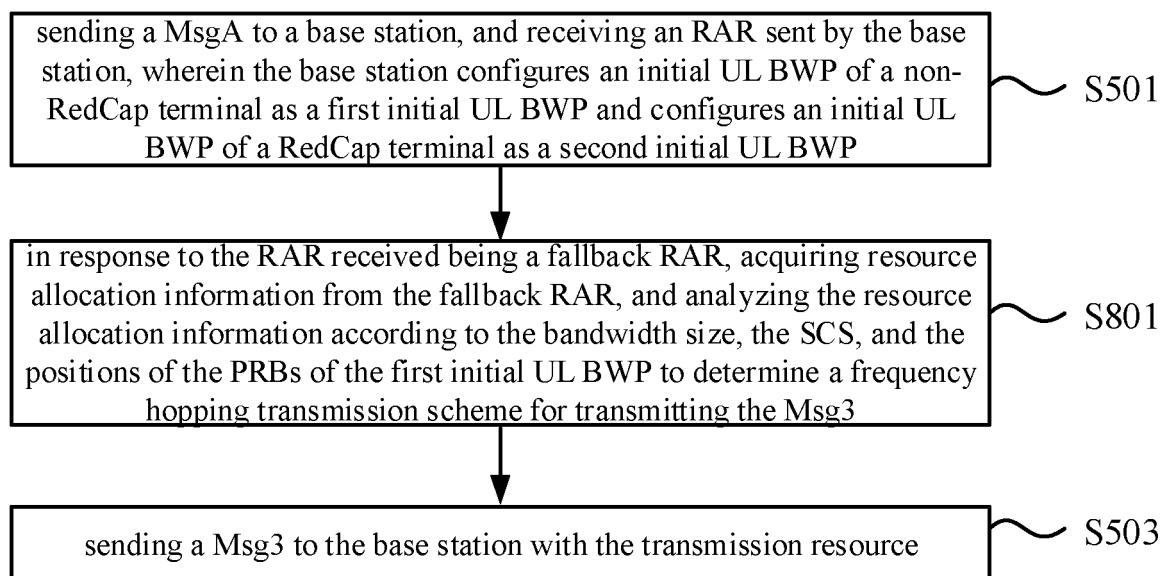 sending a MsgA to a base station, and receiving an RAR sent by the base
station, wherein the base station configures an initial UL BWP of a non-
RedCap terminal as a first initial UL BWP and configures an initial UL
BWP of a RedCap terminal as a second initial UL BWP
S501
in response to the RAR received being a fallback RAR, acquiring resource
allocation information from the fallback RAR, and analyzing the resource
allocation information according to the bandwidth size, the SCS, and the
positions of the PRBs of the first initial UL BWP to determine a frequency
hopping transmission scheme for transmitting the Msg3
S801
sending a Msg3 to the base station with the transmission resource
S503